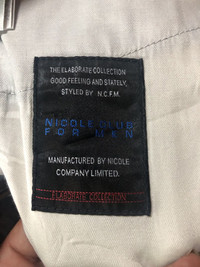 THE ELABORATE COLLECTION
GOOD FEELING AND STATELY.
STYLED BY N.C.F.M.
NICOLE CLUB
FOR MEN
MANUFACTURED BY NICOLE
COMPANY LIMITED.
ELABORATE COLLECTION